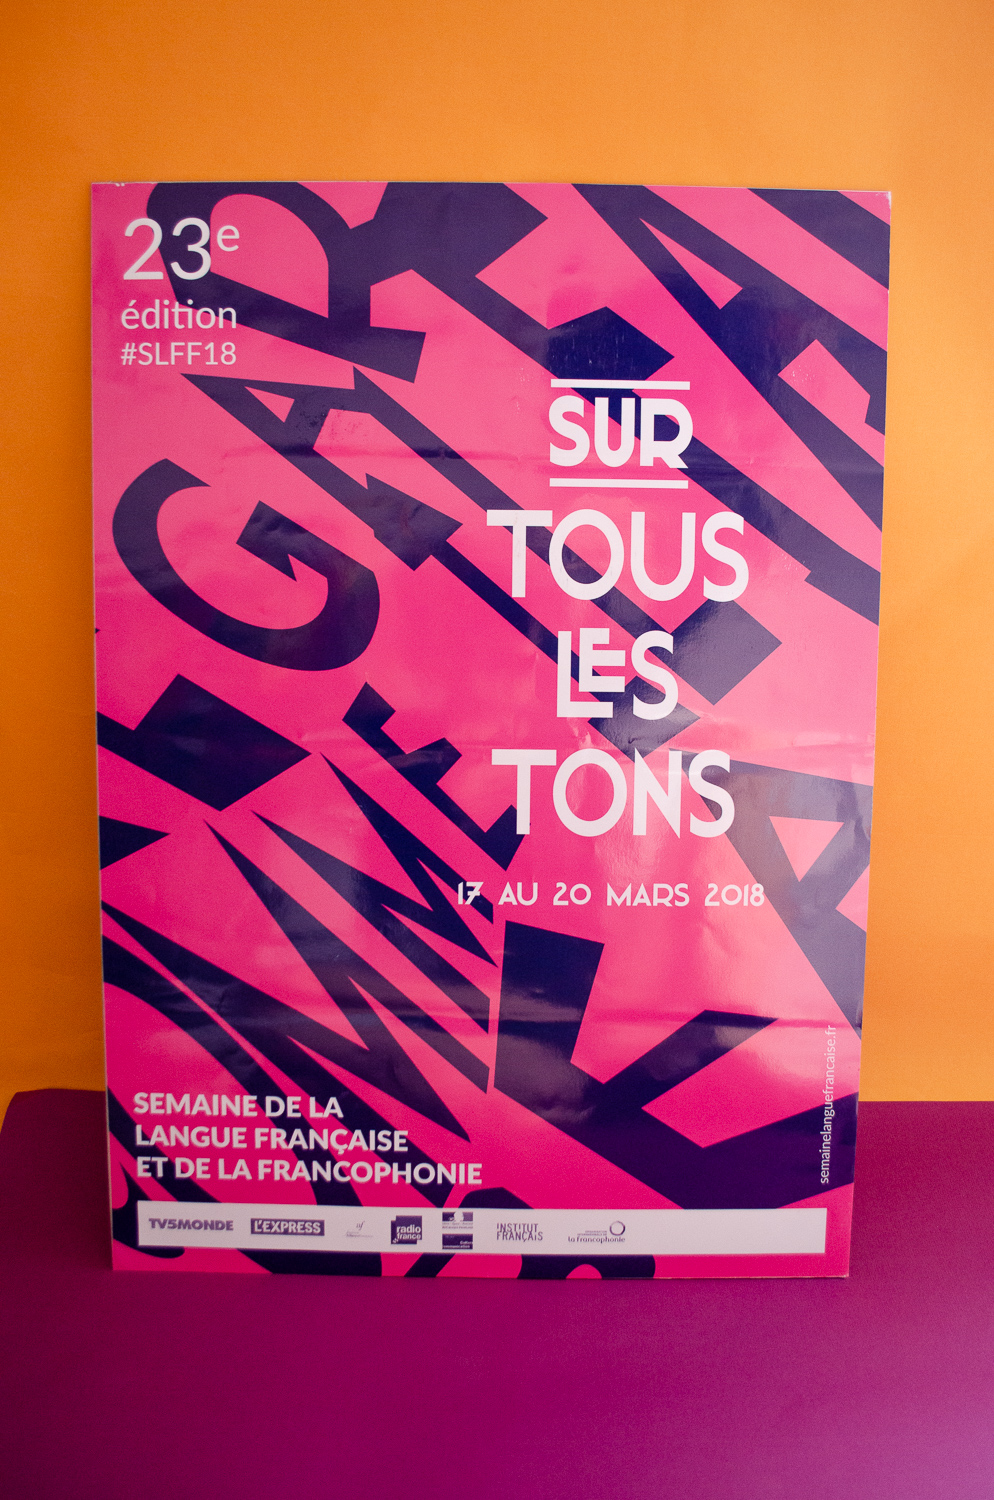 23e
édition
#SLFF18
SUR
TOUS
LES
TONS
17 AU 20 MARS 2018
semainelanguefrancaise.fr
SEMAINE DE LA
LANGUE FRANÇAISE
ET DE LA FRANCOPHONIE
TV5MONDE
L'EXPRESS
radio
france
INSTITUT
FRANÇAIS
la francophonie